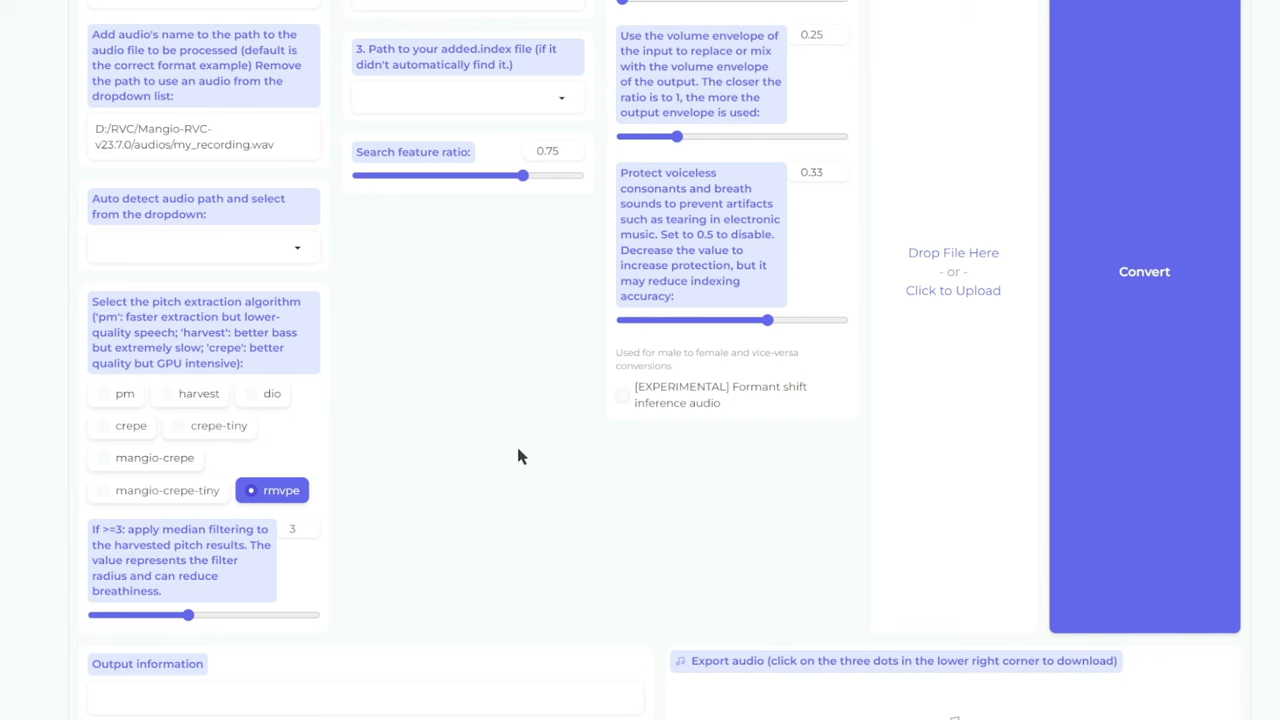 Add audio's name to the path to the
audio file to be processed (default is
the correct format example) Remove
the path to use an audio from the
dropdown list:
D:/RVC/Mangio-RVC-
v23.7.0/audios/my_recording.wav
Auto detect audio path and select
from the dropdown:
Select the pitch extraction algorithm
('pm': faster extraction but lower-
quality speech; 'harvest': better bass
but extremely slow; 'crepe': better
quality but GPU intensive):
pm
harvest
dio
crepe
crepe-tiny
mangio-crepe
mangio-crepe-tiny
rmvpe
If >=3: apply median filtering to
the harvested pitch results. The
value represents the filter
radius and can reduce
breathiness.
3
3. Path to your added.index file (if it
didn't automatically find it.)
Search feature ratio:
0.75
Use the volume envelope of
the input to replace or mix
with the volume envelope
of the output. The closer the
ratio is to 1, the more the
output envelope is used:
0.25
Protect voiceless
consonants and breath
sounds to prevent artifacts
such as tearing in electronic
music. Set to 0.5 to disable.
Decrease the value to
increase protection, but it
may reduce indexing
accuracy:
0.33
Used for male to female and vice-versa
conversions
[EXPERIMENTAL] Formant shift
inference audio
Drop File Here
- or -
Click to Upload
Convert
Output information
Export audio (click on the three dots in the lower right corner to download)